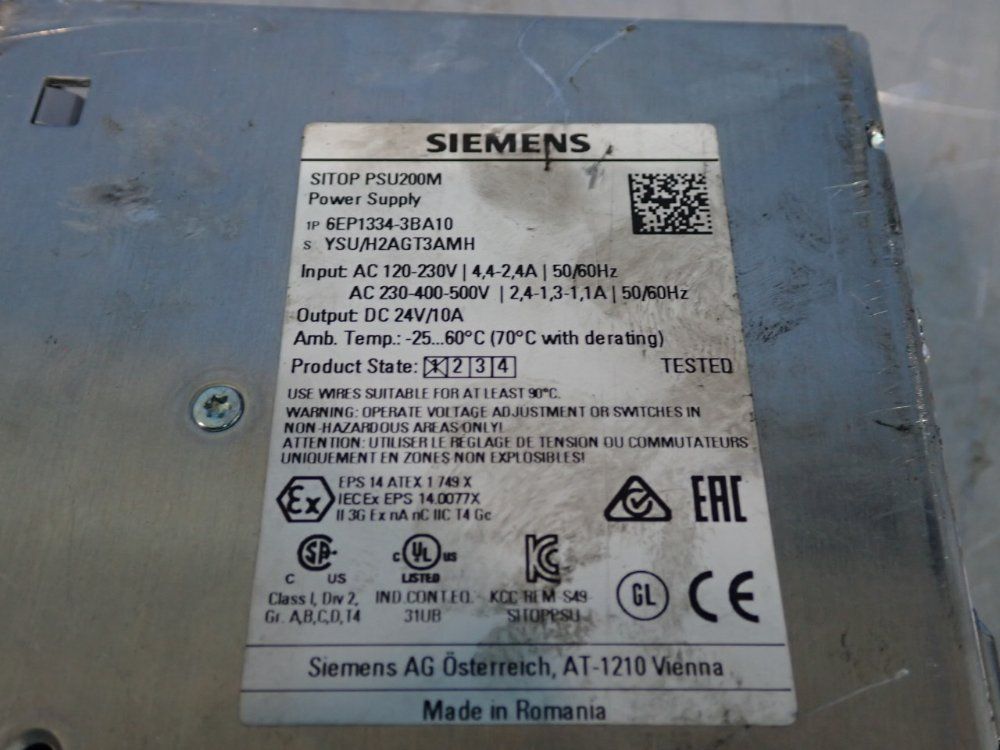 SIEMENS
SITOP PSU200M
Power Supply
1P 6EP1334-3BA10
S YSU/H2AGT3AMH
Input: AC 120-230V | 4,4-2,4A | 50/60Hz
AC 230-400-500V | 2,4-1,3-1,1A | 50/60Hz
Output: DC 24V/10A
Amb. Temp.: -25...60°C (70°C with derating)
Product State: 1 2 3 4 TESTED
USE WIRES SUITABLE FOR AT LEAST 90°C.
WARNING: OPERATE VOLTAGE ADJUSTMENT OR SWITCHES IN
NON-HAZARDOUS AREAS ONLY!
ATTENTION: UTILISER LE REGLAGE DE TENSION OU COMMUTATEURS
UNIQUEMENT EN ZONES NON EXPLOSIBLES!
Ex
EPS 14 ATEX 1 749 X
IECEx EPS 14.0077X
II 3G Ex nA nC IIC T4 Gc
EAC
SA
C US
Class I, Div 2,
Gr. A,B,C,D,T4
C UL US
LISTED
IND.CONT.EQ.
31UB
KC
KCC REM S49
SITOPPSU
GL
CE
Siemens AG Österreich, AT-1210 Vienna
Made in Romania